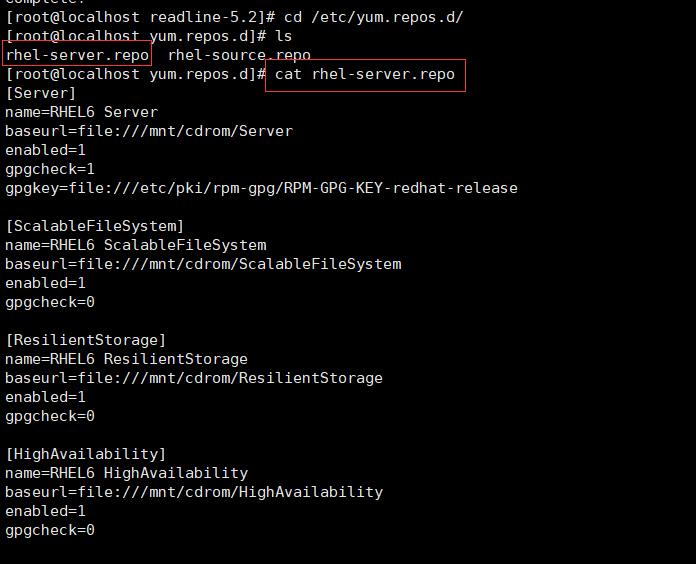 [root@localhost readline-5.2]# cd /etc/yum.repos.d/
[root@localhost yum.repos.d]# ls
rhel-server.repo  rhel-source.repo
[root@localhost yum.repos.d]# cat rhel-server.repo
[Server]
name=RHEL6 Server
baseurl=file:///mnt/cdrom/Server
enabled=1
gpgcheck=1
gpgkey=file:///etc/pki/rpm-gpg/RPM-GPG-KEY-redhat-release

[ScalableFileSystem]
name=RHEL6 ScalableFileSystem
baseurl=file:///mnt/cdrom/ScalableFileSystem
enabled=1
gpgcheck=0

[ResilientStorage]
name=RHEL6 ResilientStorage
baseurl=file:///mnt/cdrom/ResilientStorage
enabled=1
gpgcheck=0

[HighAvailability]
name=RHEL6 HighAvailability
baseurl=file:///mnt/cdrom/HighAvailability
enabled=1
gpgcheck=0